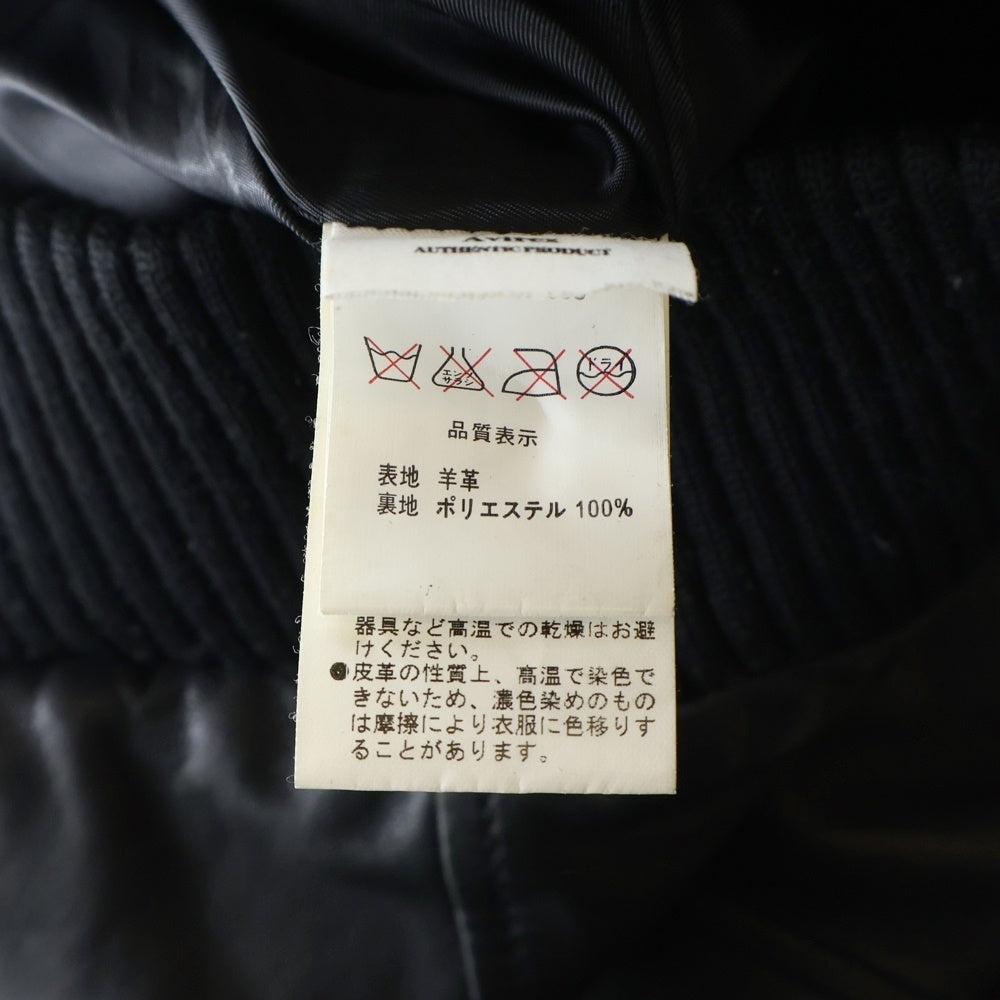 Avirex
AUTHENTIC PRODUCT
エンソ
サラシ
ドライ
品質表示
表地 羊革
裏地 ポリエステル 100%
器具など高温での乾燥はお避
けください。
●皮革の性質上、高温で染色で
きないため、濃色染めのもの
は摩擦により衣服に色移りす
ることがあります。